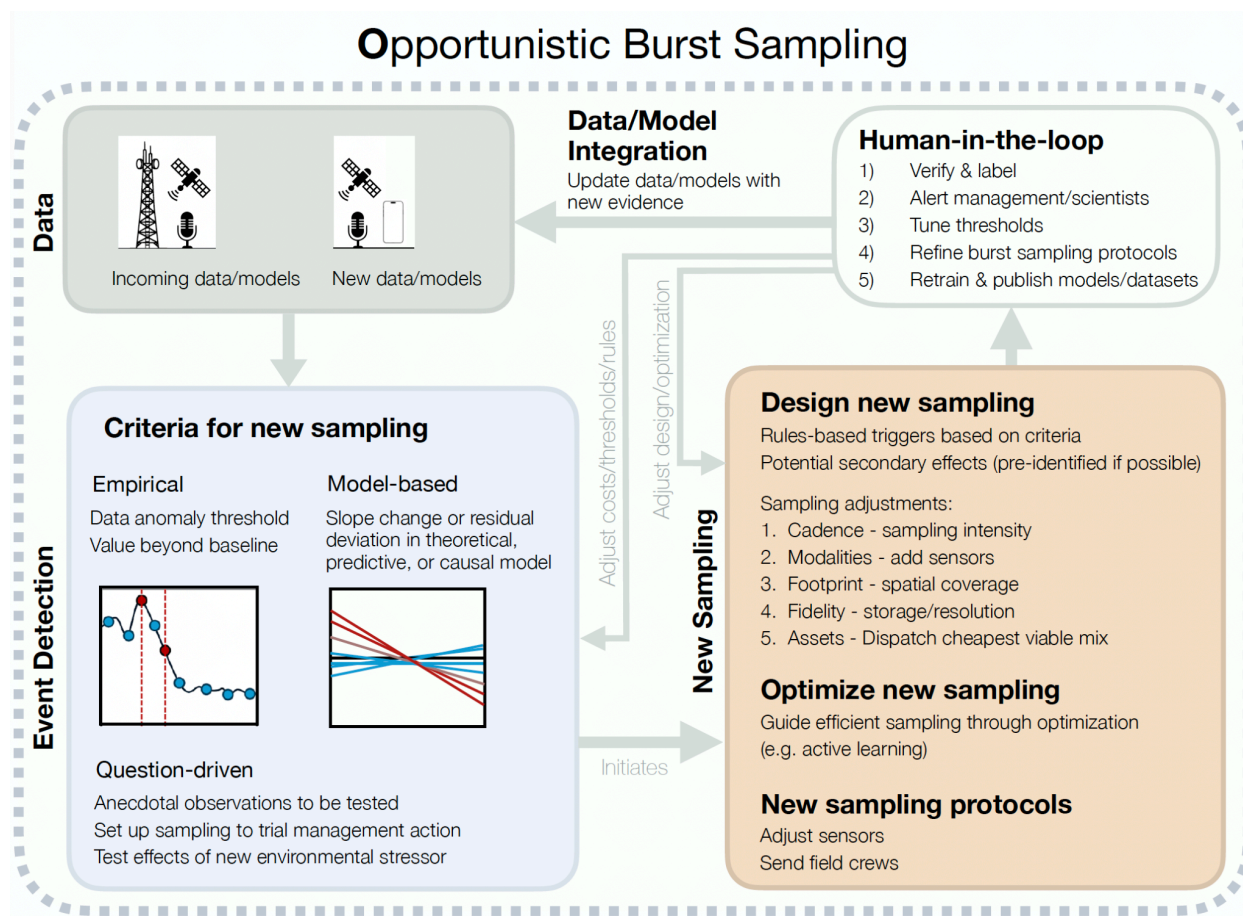 Opportunistic Burst Sampling
Data
Incoming data/models
New data/models
Data/Model
Integration
Update data/models with
new evidence
Human-in-the-loop
1) Verify & label
2) Alert management/scientists
3) Tune thresholds
4) Refine burst sampling protocols
5) Retrain & publish models/datasets
Adjust costs/thresholds/rules
Adjust design/optimization
Event Detection
Criteria for new sampling
Empirical
Data anomaly threshold
Value beyond baseline
Model-based
Slope change or residual
deviation in theoretical,
predictive, or causal model
Question-driven
Anecdotal observations to be tested
Set up sampling to trial management action
Test effects of new environmental stressor
Initiates
New Sampling
Design new sampling
Rules-based triggers based on criteria
Potential secondary effects (pre-identified if possible)
Sampling adjustments:
1. Cadence - sampling intensity
2. Modalities - add sensors
3. Footprint - spatial coverage
4. Fidelity - storage/resolution
5. Assets - Dispatch cheapest viable mix
Optimize new sampling
Guide efficient sampling through optimization
(e.g. active learning)
New sampling protocols
Adjust sensors
Send field crews